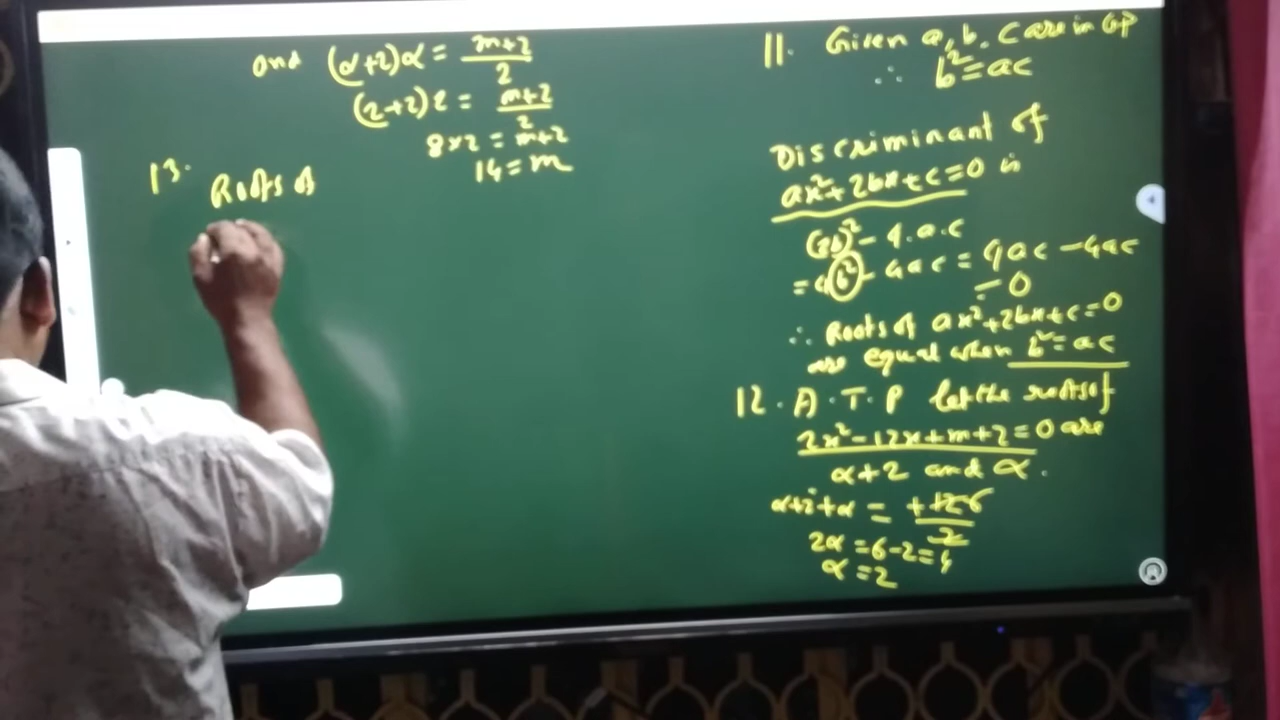 and (α+2)α = m+2/2
(2+2)2 = m+2/2
8×2 = m+2
14 = m
13. Roots of
11. Given a, b, c are in GP
∴ b² = ac
Discriminant of
ax²+2bx+c=0 is
(2b)² - 4.a.c
= 4b² - 4ac = 4ac - 4ac
= 0
∴ Roots of ax²+2bx+c=0
are equal when b² = ac
12. A.T.P let the roots of
2x²-12x+m+2=0 are
α+2 and α.
α+2+α = +12 6/2
2α = 6-2 = 4
α = 2